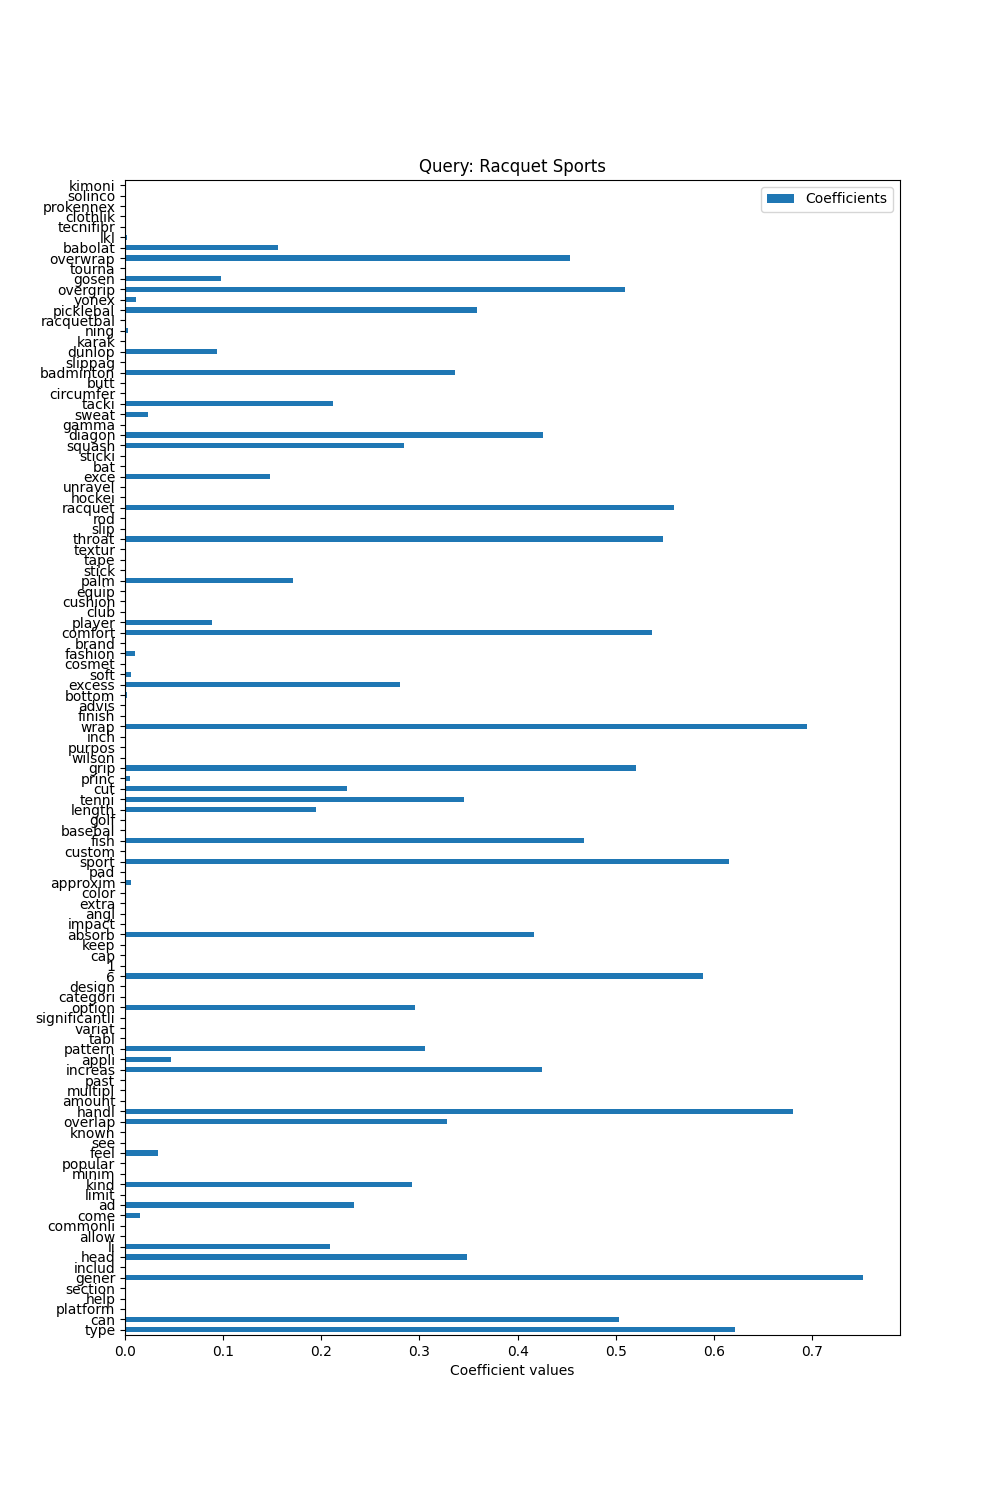 Query: Racquet Sports
Coefficients
kimoni
solinco
prokennex
clothlik
tecnifibr
lkl
babolat
overwrap
tourna
gosen
overgrip
yonex
picklebal
racquetbal
ning
karak
dunlop
slippag
badminton
butt
circumfer
tacki
sweat
gamma
diagon
squash
sticki
bat
exce
unravel
hockei
racquet
rod
slip
throat
textur
tape
stick
palm
equip
cushion
club
player
comfort
brand
fashion
cosmet
soft
excess
bottom
advis
finish
wrap
inch
purpos
wilson
grip
princ
cut
tenni
length
golf
basebal
fish
custom
sport
pad
approxim
color
extra
angl
impact
absorb
keep
cap
1
6
design
categori
option
significantli
variat
tabl
pattern
appli
increas
past
multipl
amount
handl
overlap
known
see
feel
popular
minim
kind
limit
ad
come
commonli
allow
li
head
includ
gener
section
help
platform
can
type
0.0 0.1 0.2 0.3 0.4 0.5 0.6 0.7
Coefficient values